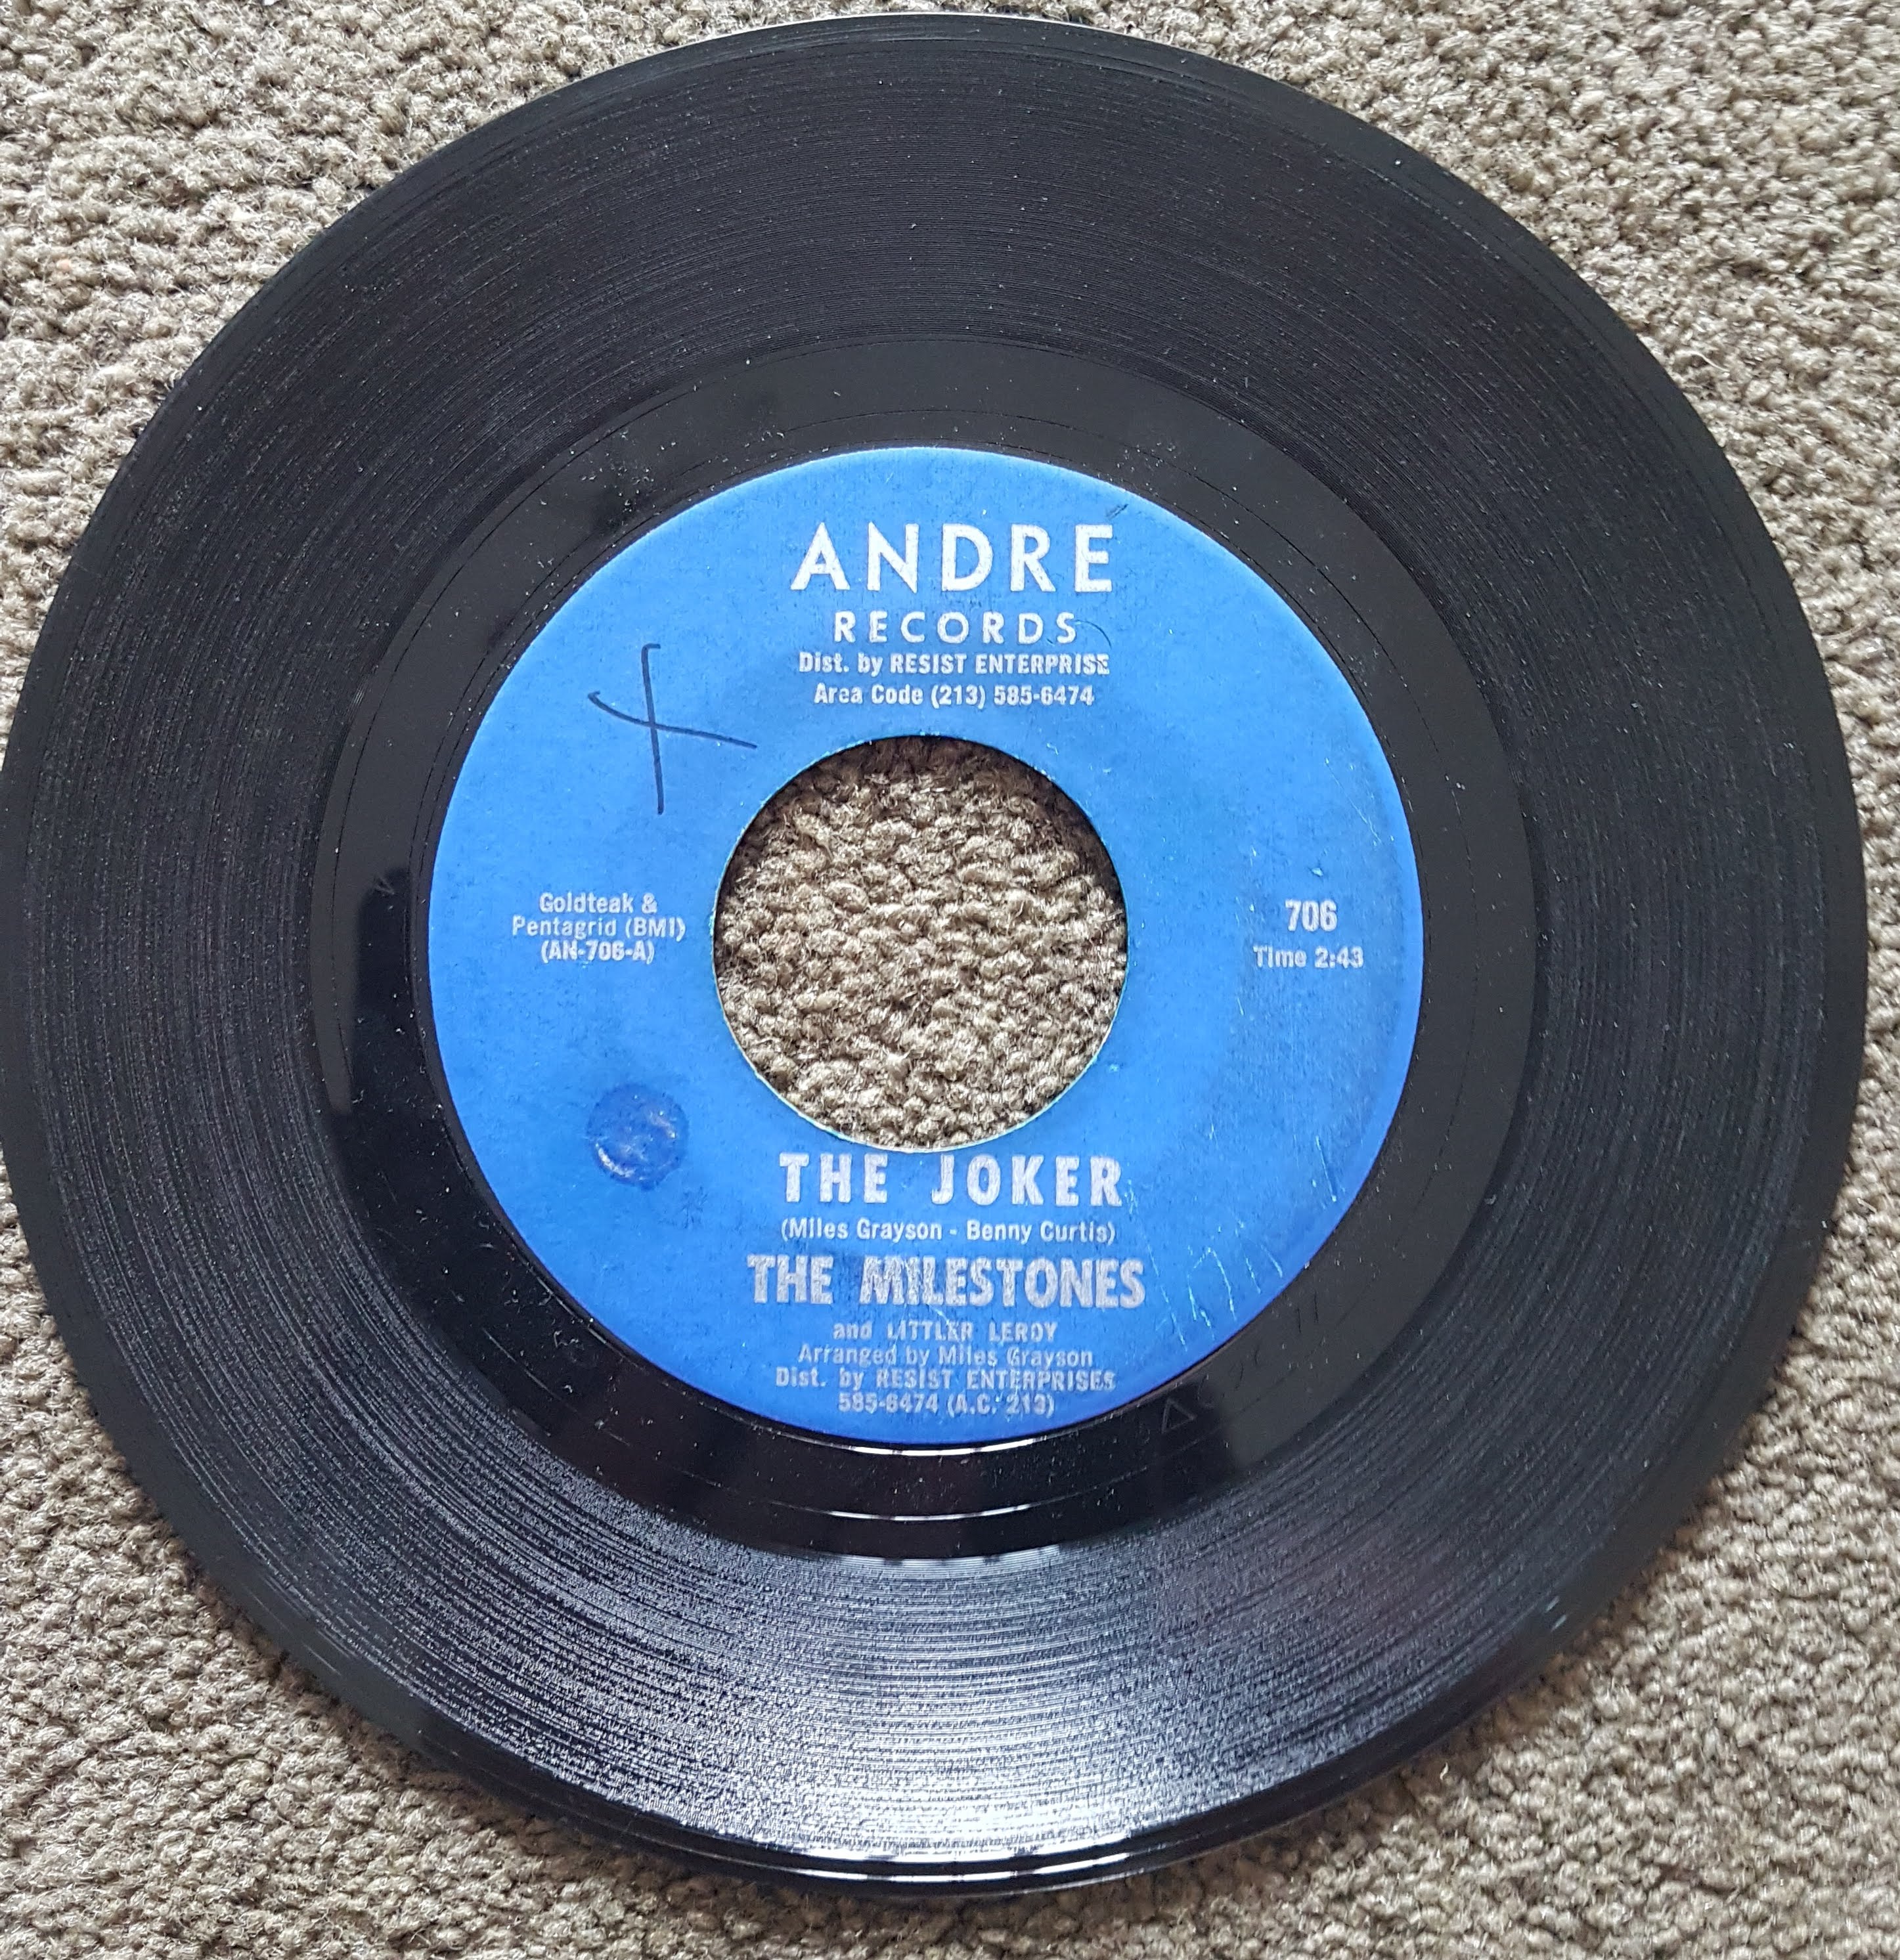 ANDRE
RECORDS
Dist. by RESIST ENTERPRISE
Area Code (213) 585-6474
Goldteak &
Pentagrid (BMI)
(AN-706-A)
706
Time 2:43
THE JOKER
(Miles Grayson - Benny Curtis)
THE MILESTONES
and LITTLER LEROY
Arranged by Miles Grayson
Dist. by RESIST ENTERPRISES
585-6474 (A.C. 213)